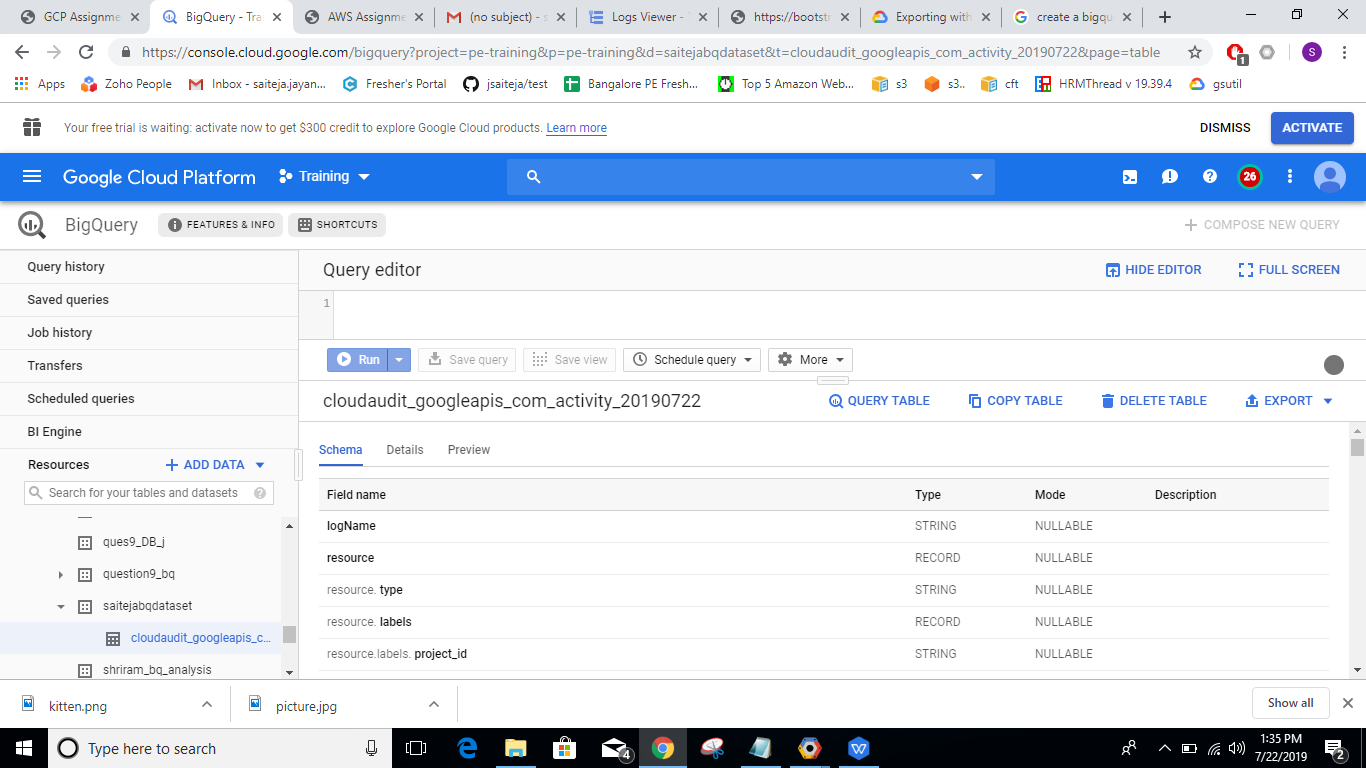 GCP Assignme
BigQuery - Tra
AWS Assignme
(no subject) - s
Logs Viewer - T
https://bootstr
Exporting with
create a bigqu
https://console.cloud.google.com/bigquery?project=pe-training&p=pe-training&d=saitejabqdataset&t=cloudaudit_googleapis_com_activity_20190722&page=table
1
S
Apps
Zoho People
Inbox - saiteja.jayan...
Fresher's Portal
jsaiteja/test
Bangalore PE Fresh...
Top 5 Amazon Web...
s3
s3..
cft
HRMThread v 19.39.4
gsutil
Your free trial is waiting: activate now to get $300 credit to explore Google Cloud products. Learn more
DISMISS
ACTIVATE
Google Cloud Platform
Training
26
BigQuery
FEATURES & INFO
SHORTCUTS
COMPOSE NEW QUERY
Query history
Saved queries
Job history
Transfers
Scheduled queries
BI Engine
Resources
ADD DATA
Search for your tables and datasets
ques9_DB_j
question9_bq
saitejabqdataset
cloudaudit_googleapis_c...
shriram_bq_analysis
Query editor
HIDE EDITOR
FULL SCREEN
1
Run
Save query
Save view
Schedule query
More
cloudaudit_googleapis_com_activity_20190722
QUERY TABLE
COPY TABLE
DELETE TABLE
EXPORT
Schema
Details
Preview
Field name Type Mode Description
logName STRING NULLABLE
resource RECORD NULLABLE
resource. type STRING NULLABLE
resource. labels RECORD NULLABLE
resource.labels. project_id STRING NULLABLE
kitten.png
picture.jpg
Show all
Type here to search
4
1:35 PM
7/22/2019
2